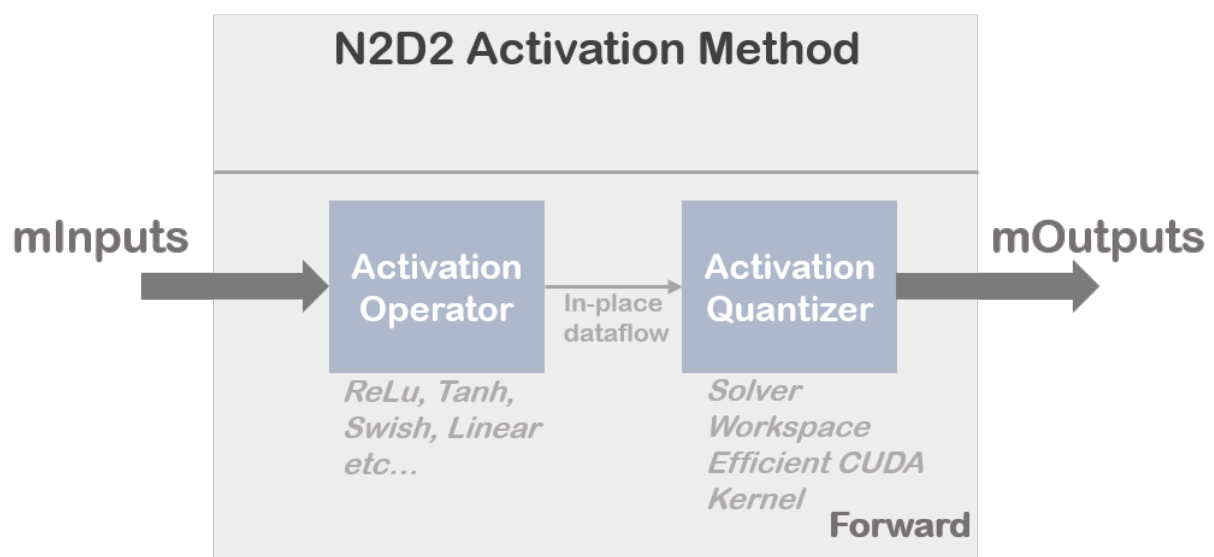 N2D2 Activation Method
mInputs
mOutputs
Activation
Operator
In-place
dataflow
Activation
Quantizer
ReLu, Tanh,
Swish, Linear
etc...
Solver
Workspace
Efficient CUDA
Kernel
Forward